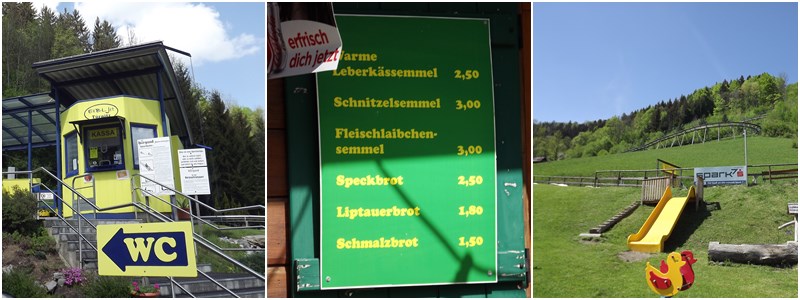 KASSA
WC
erfrisch
dich jetzt
Warme
Leberkässemmel 2,50
Schnitzelsemmel 3,00
Fleischlaibchen-
semmel 3,00
Speckbrot 2,50
Liptauerbrot 1,80
Schmalzbrot 1,50
spark7